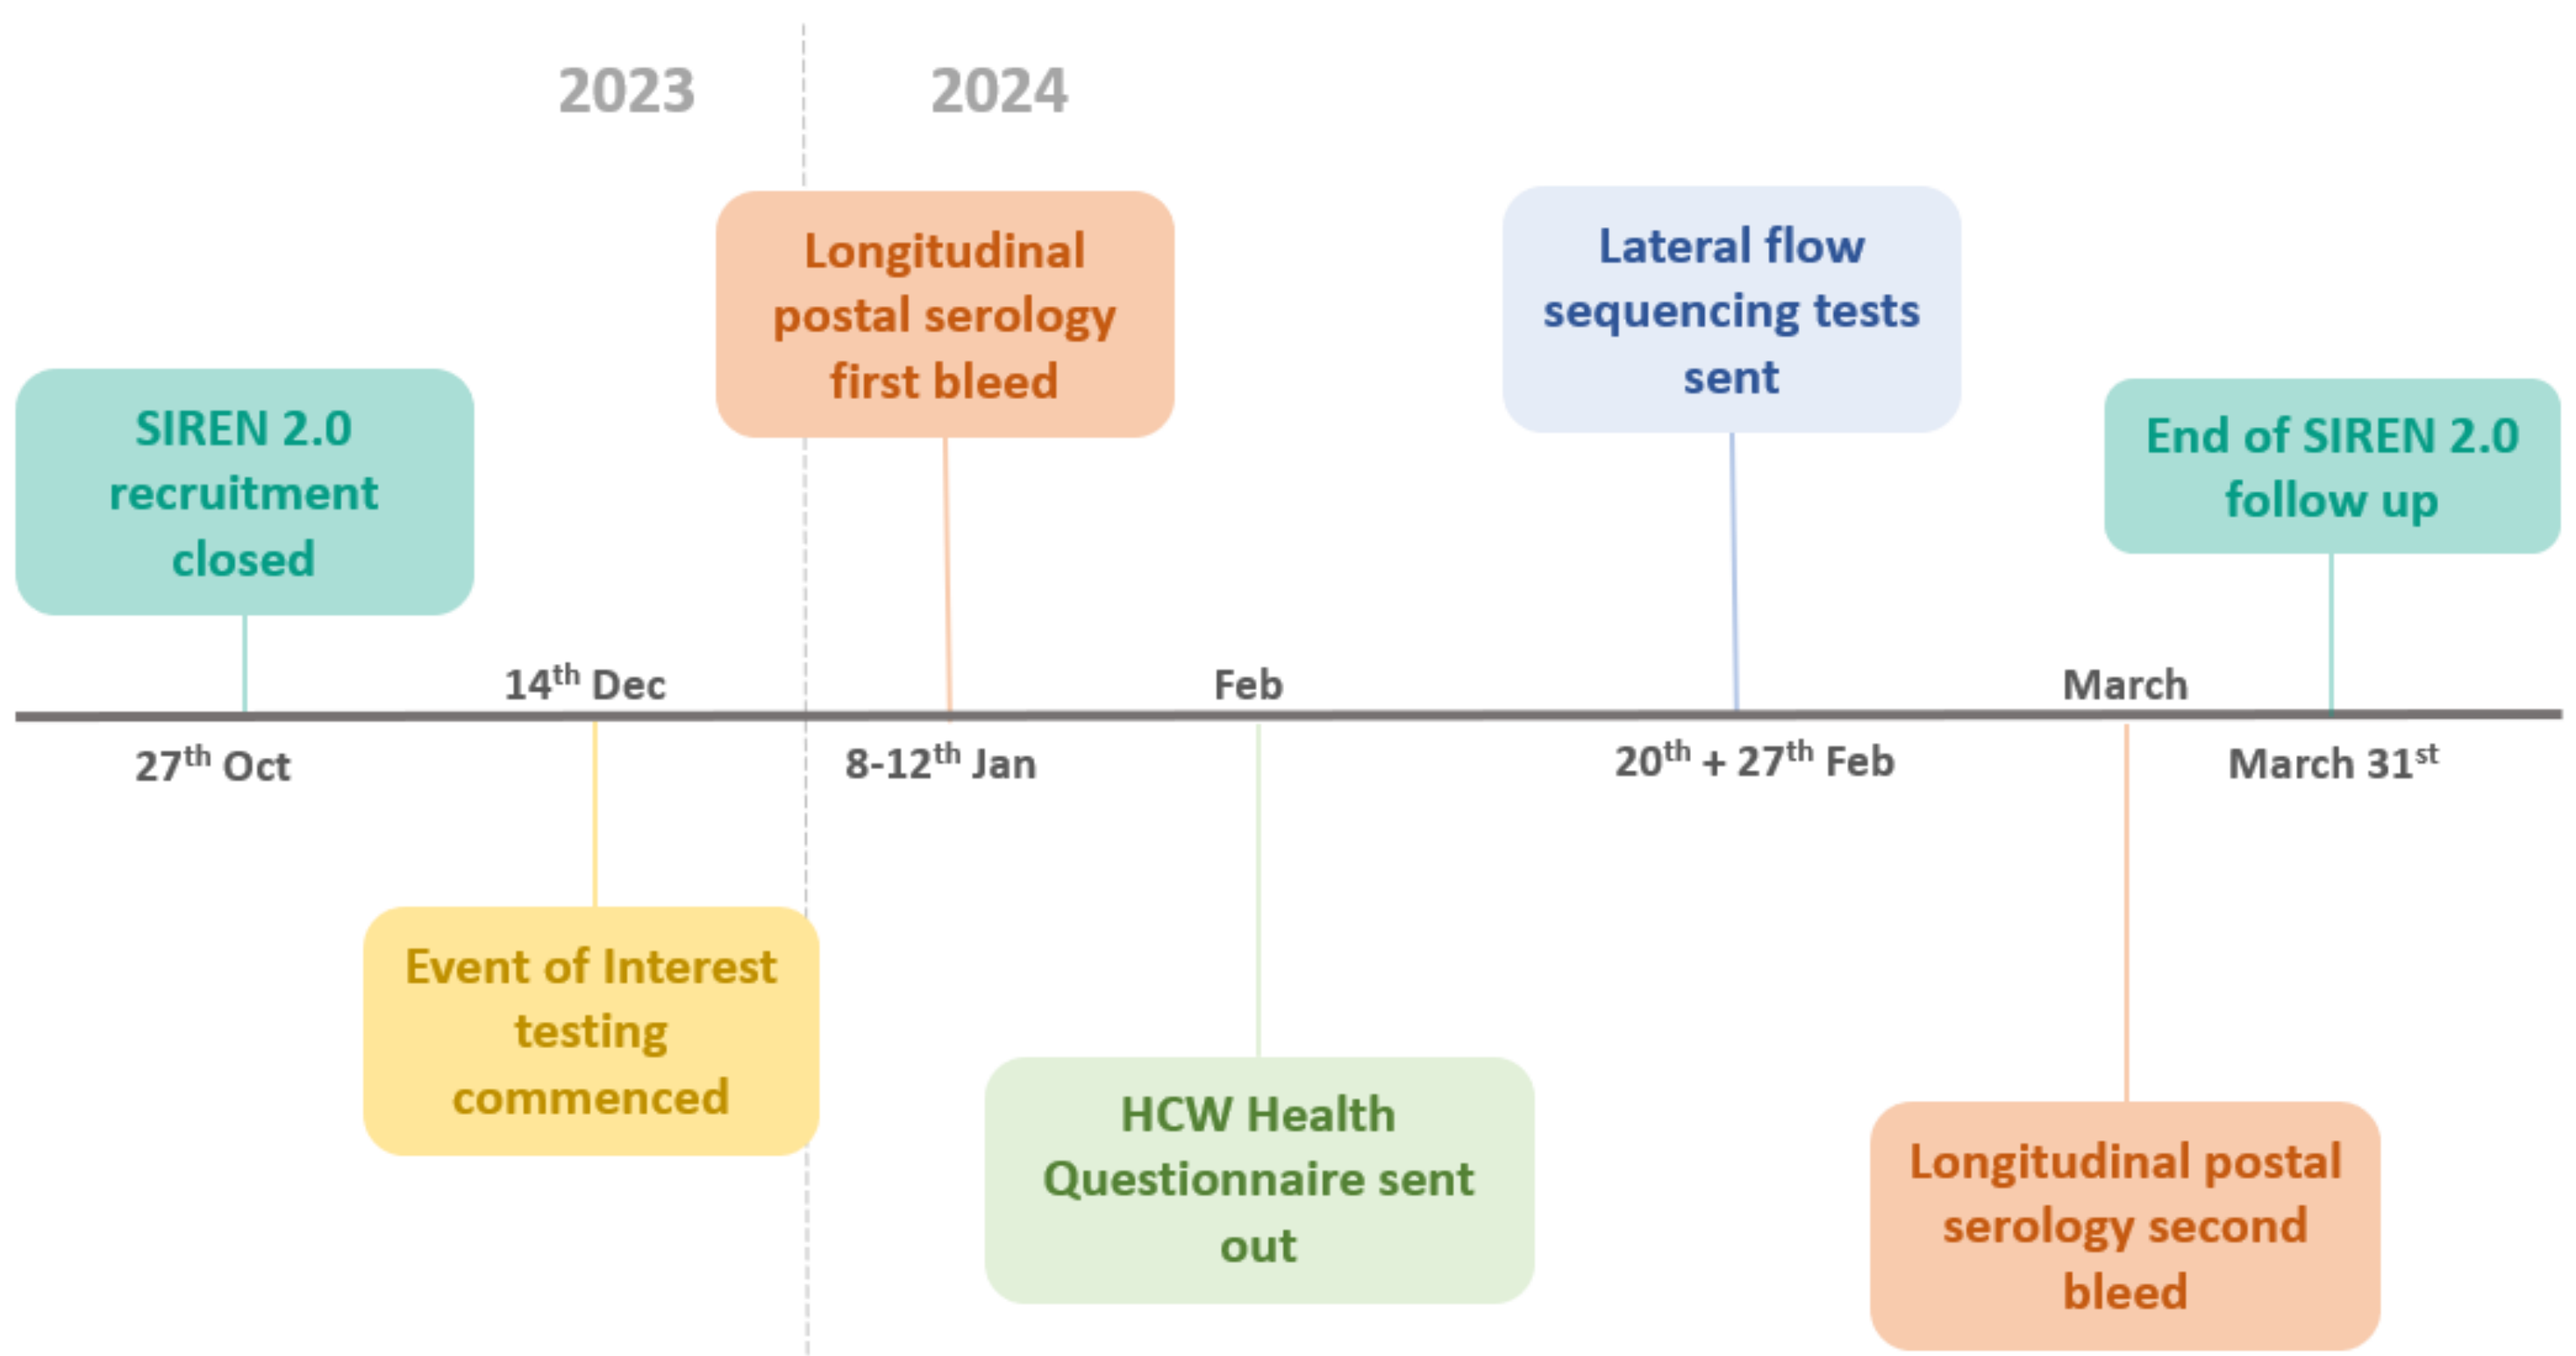 2023
2024
Longitudinal
postal serology
first bleed
Lateral flow
sequencing tests
sent
SIREN 2.0
recruitment
closed
End of SIREN 2.0
follow up
14th Dec
Feb
March
27th Oct
8-12th Jan
20th + 27th Feb
March 31st
Event of Interest
testing
commenced
HCW Health
Questionnaire sent
out
Longitudinal postal
serology second
bleed